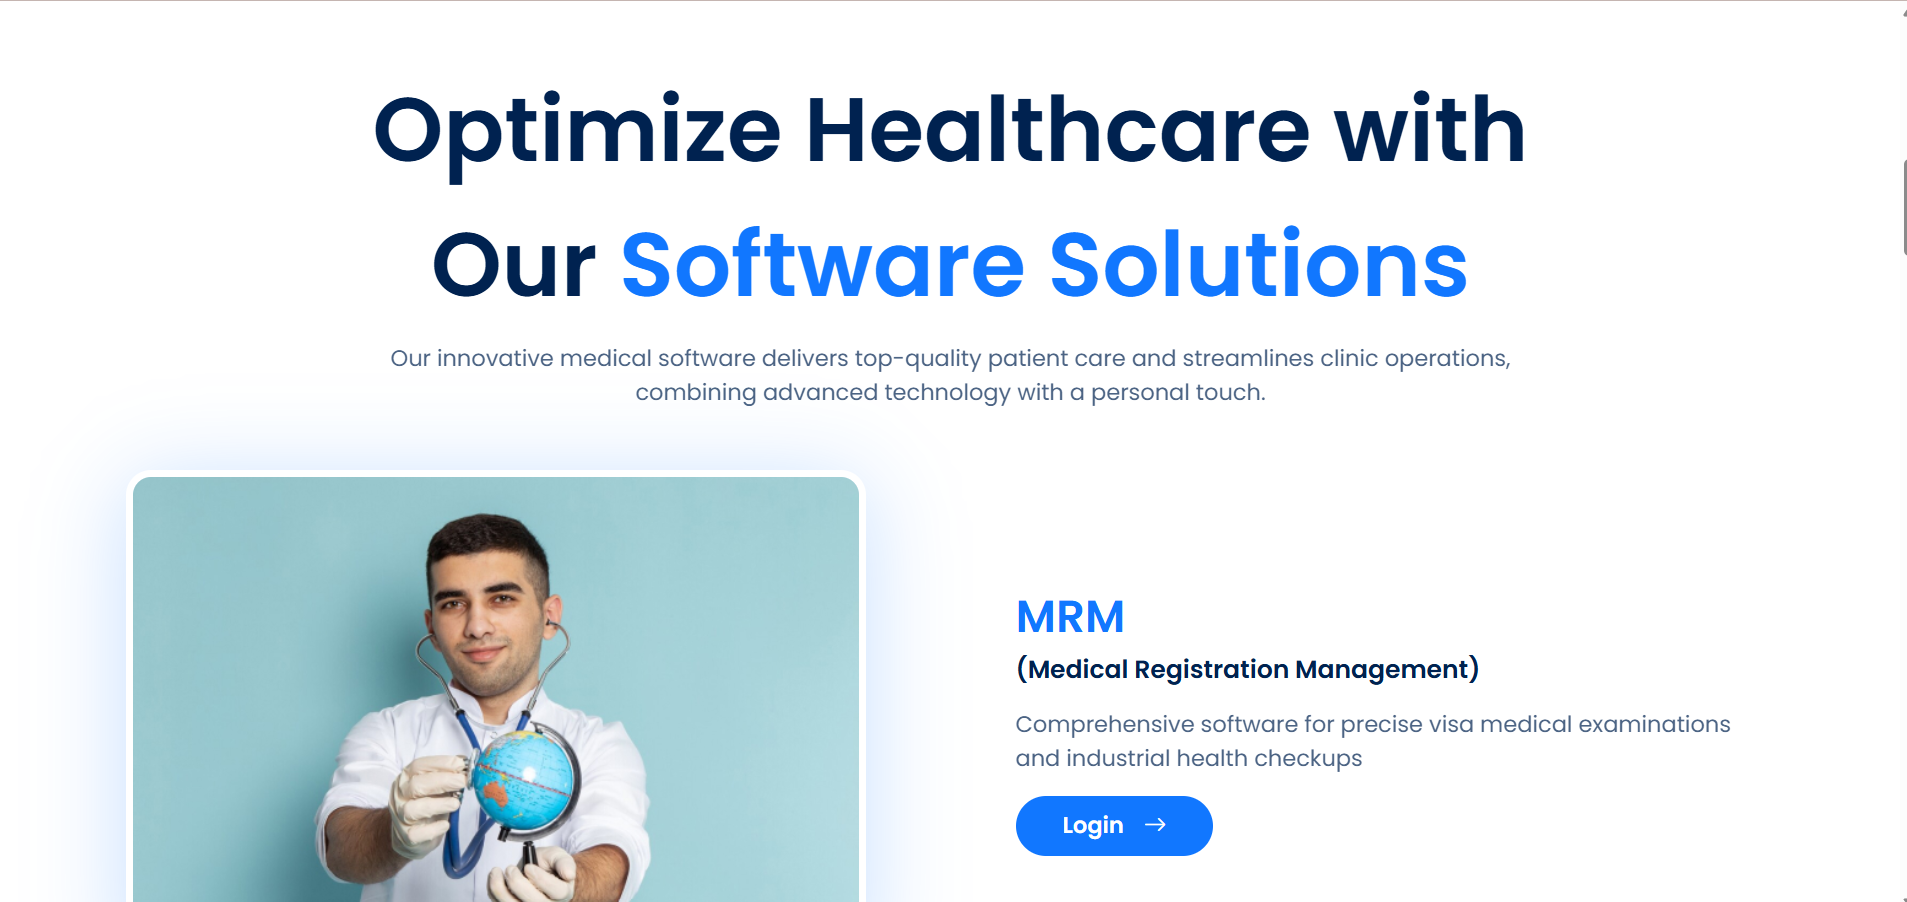 Optimize Healthcare with
Our Software Solutions
Our innovative medical software delivers top-quality patient care and streamlines clinic operations,
combining advanced technology with a personal touch.
MRM
(Medical Registration Management)
Comprehensive software for precise visa medical examinations
and industrial health checkups
Login